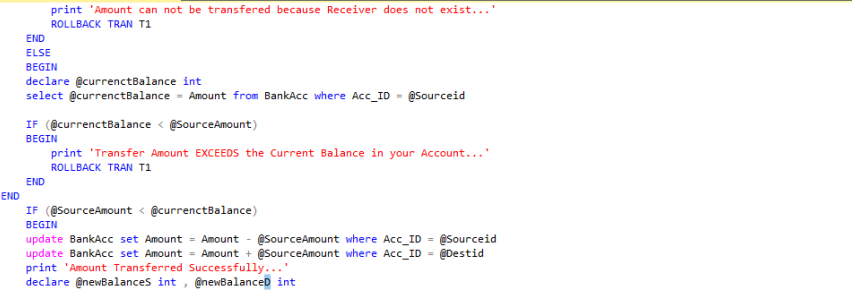 print 'Amount can not be transfered because Receiver does not exist...'
ROLLBACK TRAN T1
END
ELSE
BEGIN
declare @currenctBalance int
select @currenctBalance = Amount from BankAcc where Acc_ID = @Sourceid
IF (@currenctBalance < @SourceAmount)
BEGIN
print 'Transfer Amount EXCEEDS the Current Balance in your Account...'
ROLLBACK TRAN T1
END
END
IF (@SourceAmount < @currenctBalance)
BEGIN
update BankAcc set Amount = Amount - @SourceAmount where Acc_ID = @Sourceid
update BankAcc set Amount = Amount + @SourceAmount where Acc_ID = @Destid
print 'Amount Transferred Successfully...'
declare @newBalanceS int , @newBalanceD int